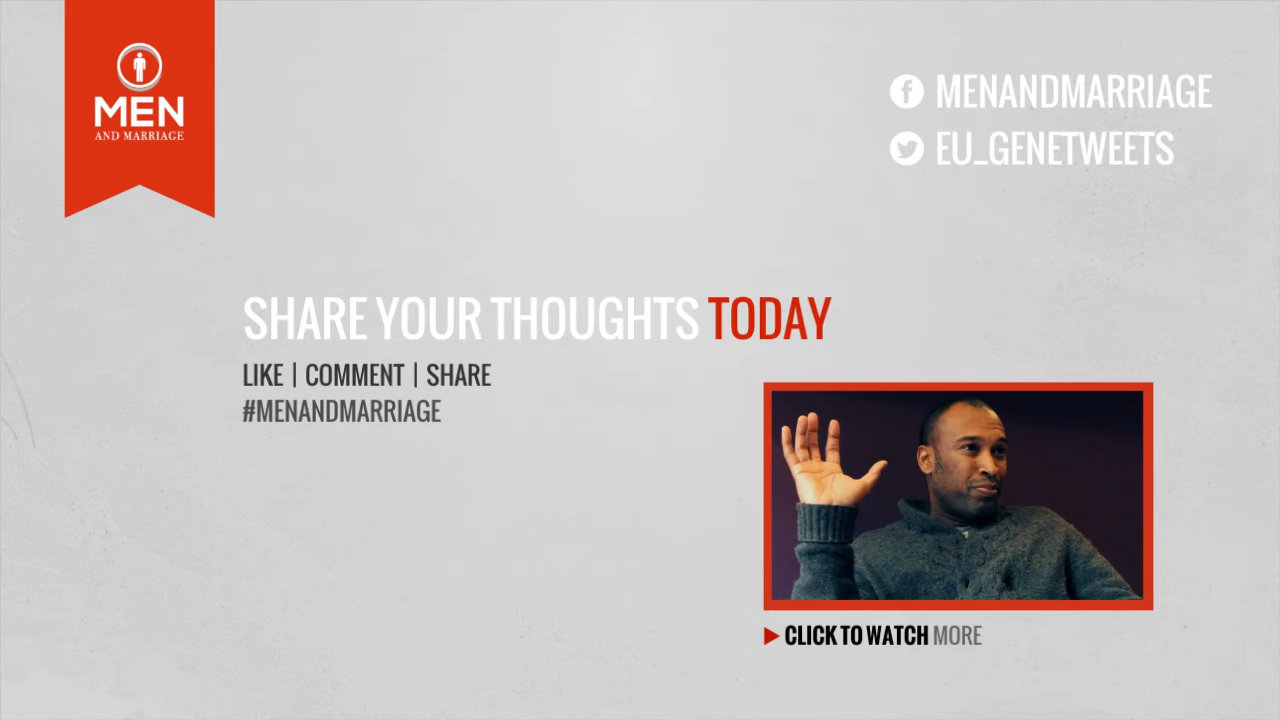 MEN
AND MARRIAGE
MENANDMARRIAGE
EU_GENETWEETS
SHARE YOUR THOUGHTS TODAY
LIKE | COMMENT | SHARE
#MENANDMARRIAGE
CLICK TO WATCH MORE